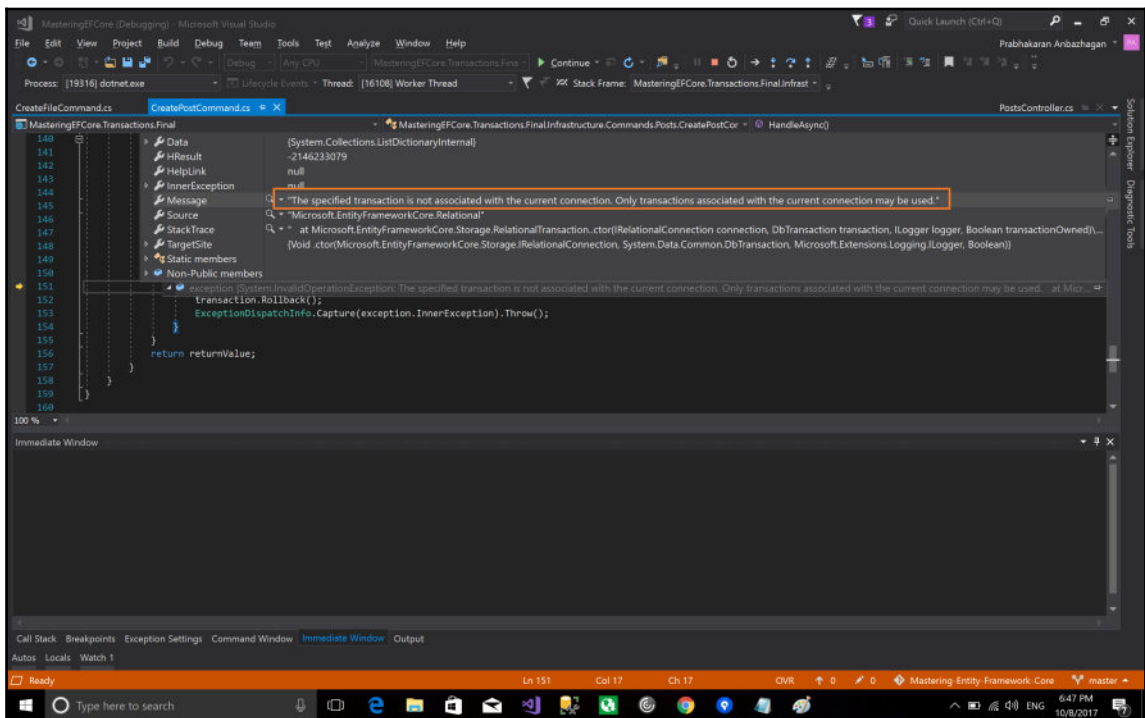 MasteringEFCore (Debugging) - Microsoft Visual Studio
3
Quick Launch (Ctrl+Q)
File Edit View Project Build Debug Team Tools Test Analyze Window Help
Prabhakaran Anbazhagan
Debug Any CPU MasteringEFCore.Transactions.Fina Continue
Process: [19316] dotnet.exe Lifecycle Events Thread: [16108] Worker Thread Stack Frame: MasteringEFCore.Transactions.Final.Infrast
CreateFileCommand.cs CreatePostCommand.cs PostsController.cs
MasteringEFCore.Transactions.Final MasteringEFCore.Transactions.Final.Infrastructure.Commands.Posts.CreatePostCor HandleAsync()
140 Data {System.Collections.ListDictionaryInternal}
141 HResult -2146233079
142 HelpLink null
143 InnerException null
144 Message "The specified transaction is not associated with the current connection. Only transactions associated with the current connection may be used."
145
146 Source "Microsoft.EntityFrameworkCore.Relational"
147 StackTrace " at Microsoft.EntityFrameworkCore.Storage.RelationalTransaction..ctor(IRelationalConnection connection, DbTransaction transaction, ILogger logger, Boolean transactionOwned)\...
148 TargetSite {Void .ctor(Microsoft.EntityFrameworkCore.Storage.IRelationalConnection, System.Data.Common.DbTransaction, Microsoft.Extensions.Logging.ILogger, Boolean)}
149 Static members
150 Non-Public members
151 exception {System.InvalidOperationException: The specified transaction is not associated with the current connection. Only transactions associated with the current connection may be used. at Micr...
152 transaction.Rollback();
153 ExceptionDispatchInfo.Capture(exception.InnerException).Throw();
154 }
155 }
156 return returnValue;
157 }
158 }
159 }
160
100 %
Solution Explorer
Diagnostic Tools
Immediate Window
Call Stack Breakpoints Exception Settings Command Window Immediate Window Output
Autos Locals Watch 1
Ready Ln 151 Col 17 Ch 17 OVR 0 0 Mastering-Entity-Framework-Core master
Type here to search
ENG
6:47 PM
10/8/2017